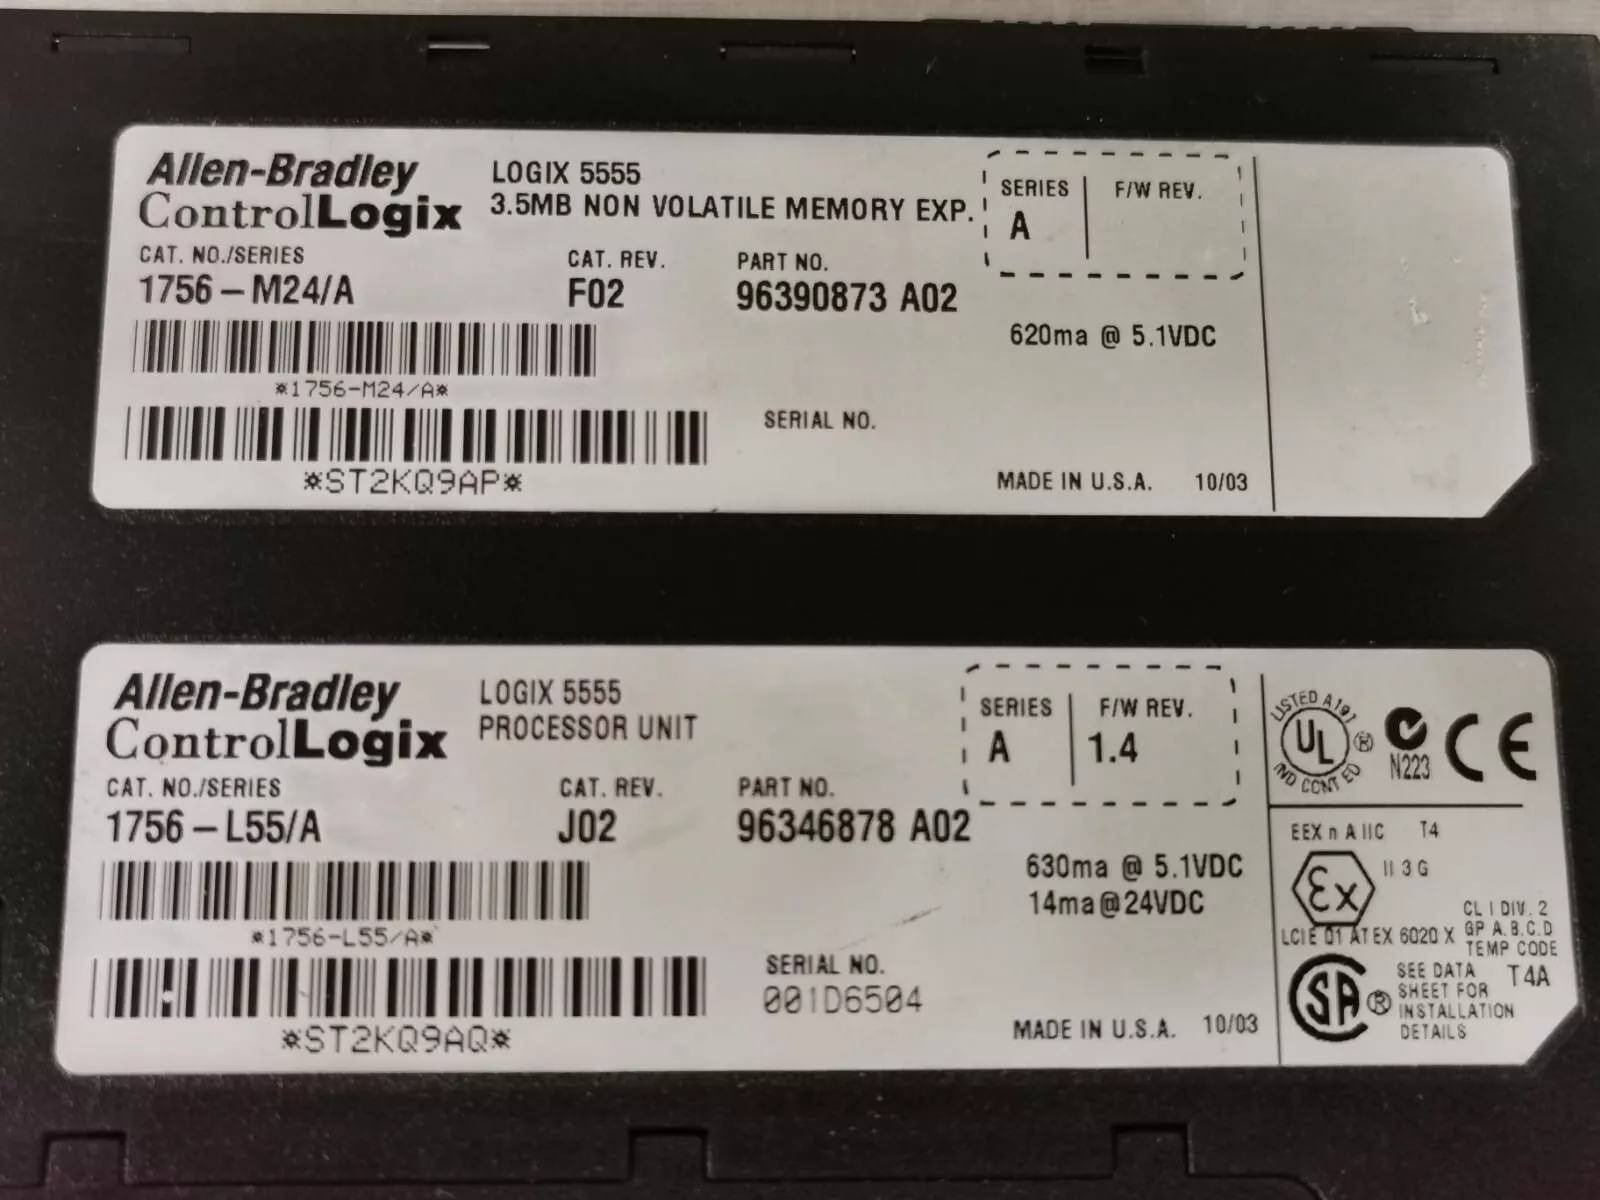 Allen-Bradley
ControlLogix
LOGIX 5555
3.5MB NON VOLATILE MEMORY EXP.
SERIES
A
F/W REV.
CAT. NO./SERIES
1756-M24/A
CAT. REV.
F02
PART NO.
96390873 A02
620ma @ 5.1VDC
*1756-M24/A*
SERIAL NO.
*ST2KQ9AP*
MADE IN U.S.A. 10/03
Allen-Bradley
ControlLogix
LOGIX 5555
PROCESSOR UNIT
SERIES
A
F/W REV.
1.4
CAT. NO./SERIES
1756-L55/A
CAT. REV.
J02
PART NO.
96346878 A02
630ma @ 5.1VDC
14ma@24VDC
*1756-L55/A*
SERIAL NO.
001D6504
*ST2KQ9AQ*
MADE IN U.S.A. 10/03
LISTED A197
UL ®
IND CONT EQ
N223
CE
EEX n A IIC T4
Ex
II 3 G
LCIE 01 ATEX 6020 X
CL I DIV. 2
GP A.B.C.D
TEMP CODE
T4A
SA ®
SEE DATA
SHEET FOR
INSTALLATION
DETAILS